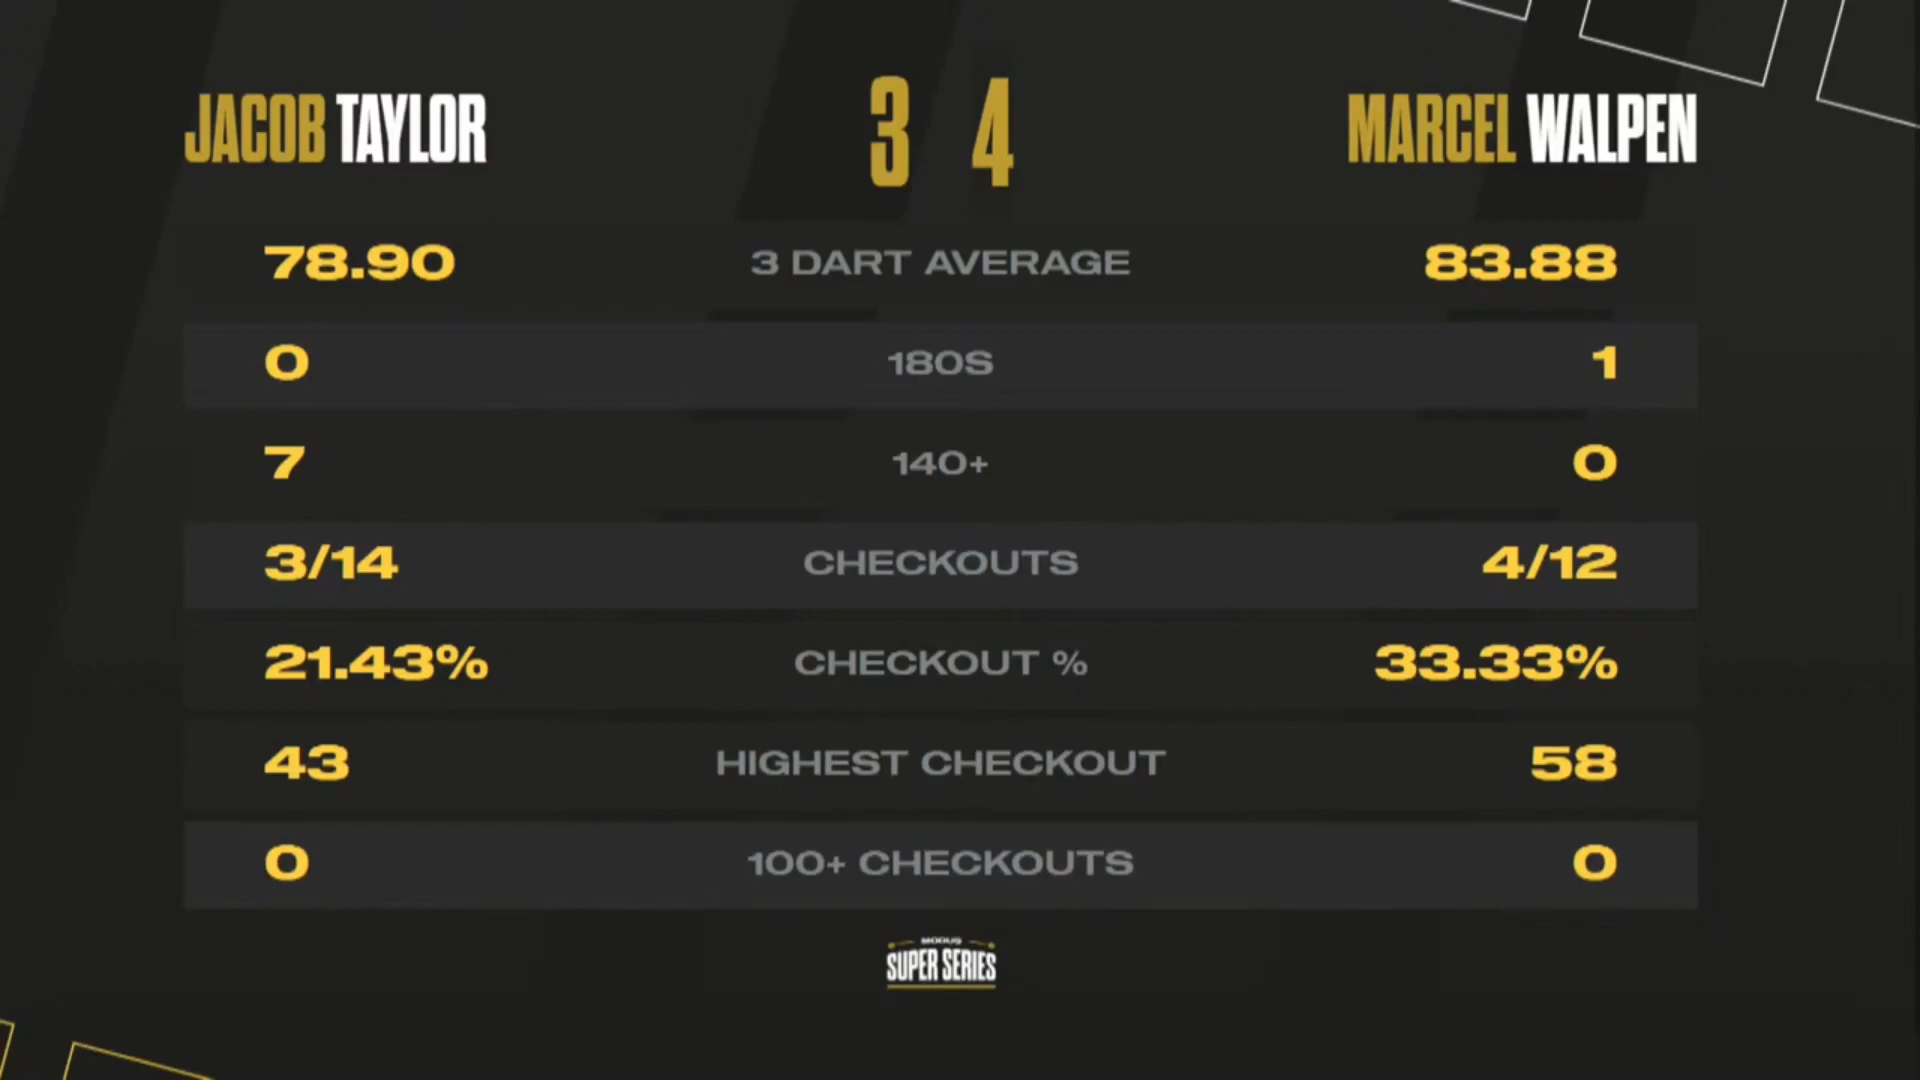 JACOB TAYLOR 3 4 MARCEL WALPEN
78.90 3 DART AVERAGE 83.88
0 180S 1
7 140+ 0
3/14 CHECKOUTS 4/12
21.43% CHECKOUT % 33.33%
43 HIGHEST CHECKOUT 58
0 100+ CHECKOUTS 0
MODUS
SUPER SERIES